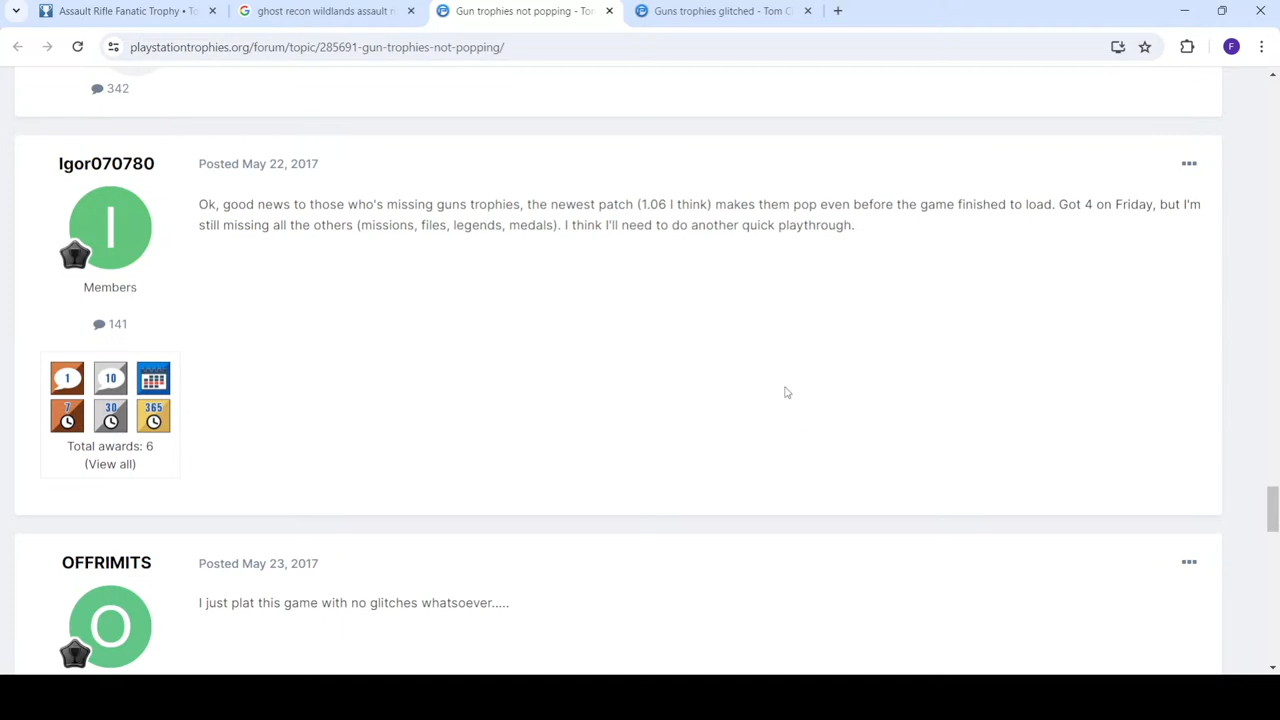 Assault Rifle Fanatic Trophy • To
ghost recon wildlands assault r
Gun trophies not popping - Tor
Guns trophies glitched - Tom C
playstationtrophies.org/forum/topic/285691-gun-trophies-not-popping/
F
342
Igor070780
Posted May 22, 2017
I
Ok, good news to those who's missing guns trophies, the newest patch (1.06 I think) makes them pop even before the game finished to load. Got 4 on Friday, but I'm
still missing all the others (missions, files, legends, medals). I think I'll need to do another quick playthrough.
Members
141
1 10
7 30 365
Total awards: 6
(View all)
OFFRIMITS
Posted May 23, 2017
O
I just plat this game with no glitches whatsoever.....